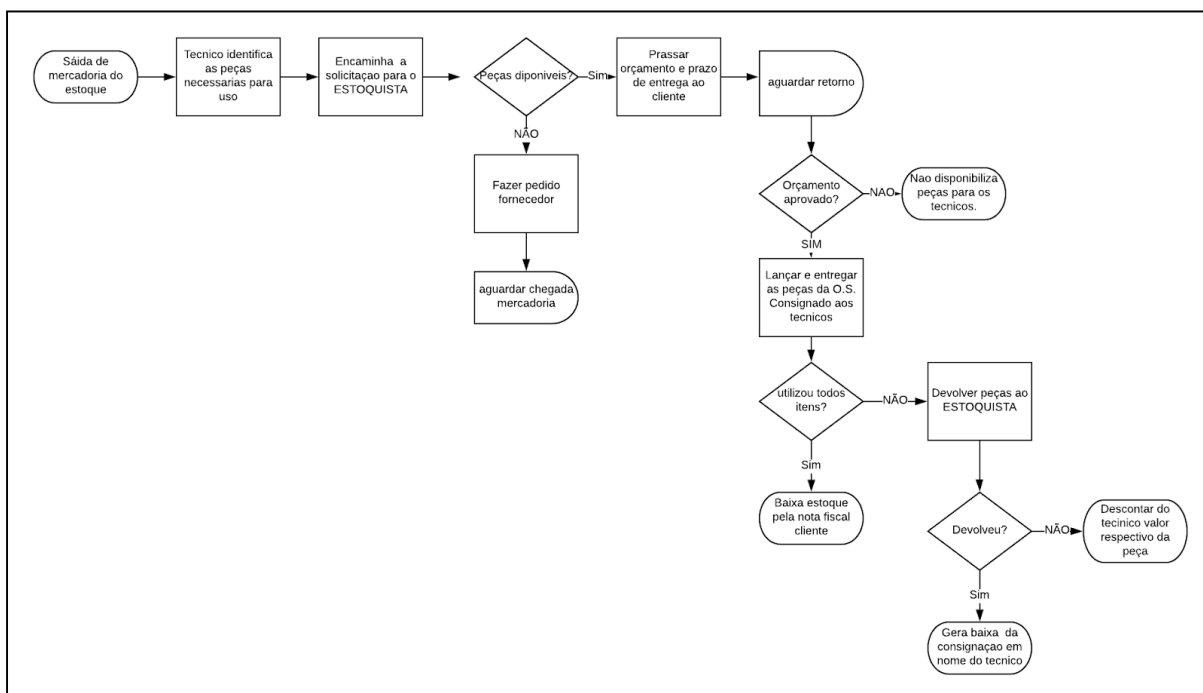 Sáida de
mercadoria do
estoque
Tecnico identifica
as peças
necessarias para
uso
Encaminha a
solicitaçao para o
ESTOQUISTA
Peças diponiveis?
Sim
Prassar
orçamento e prazo
de entrega ao
cliente
aguardar retorno
NÃO
Fazer pedido
fornecedor
aguardar chegada
mercadoria
Orçamento
aprovado?
NAO
Nao disponibiliza
peças para os
tecnicos.
SIM
Lançar e entregar
as peças da O.S.
Consignado aos
tecnicos
utilizou todos
itens?
NÃO
Devolver peças ao
ESTOQUISTA
Sim
Baixa estoque
pela nota fiscal
cliente
Devolveu?
NÃO
Descontar do
tecinico valor
respectivo da
peça
Sim
Gera baixa da
consignaçao em
nome do tecnico